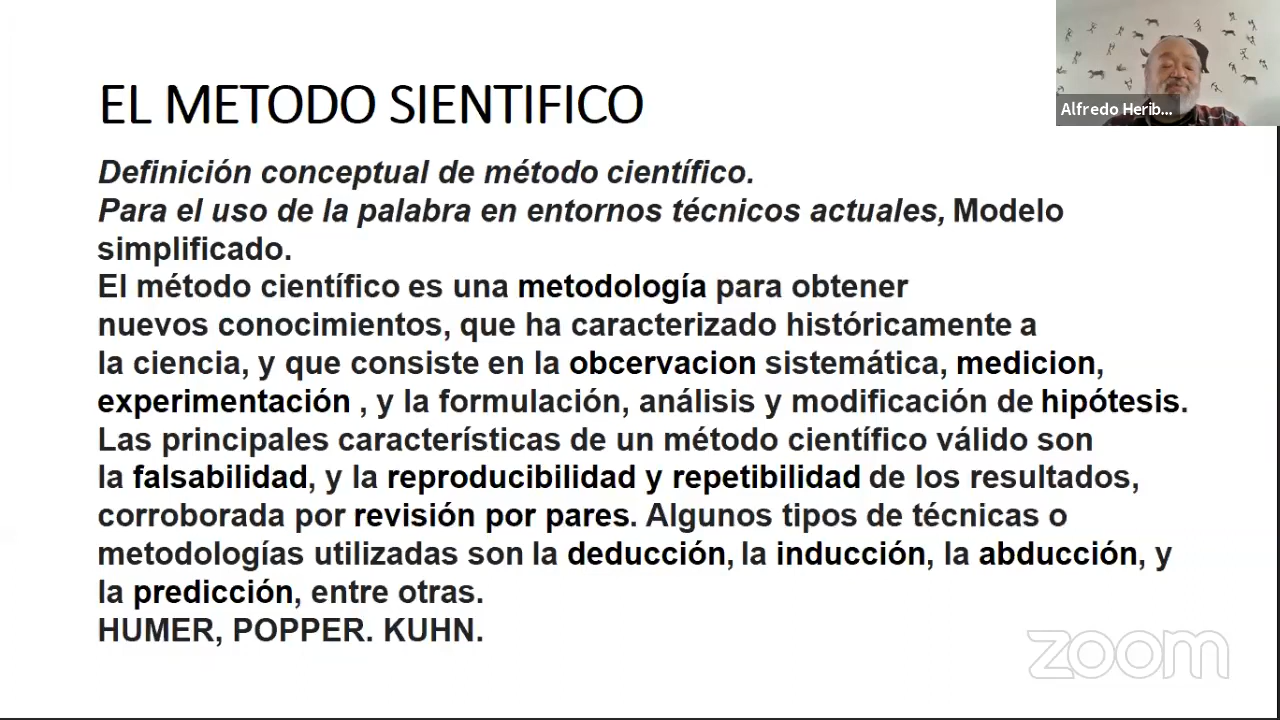 EL METODO SIENTIFICO
Alfredo Herib...
Definición conceptual de método científico.
Para el uso de la palabra en entornos técnicos actuales, Modelo
simplificado.
El método científico es una metodología para obtener
nuevos conocimientos, que ha caracterizado históricamente a
la ciencia, y que consiste en la obcervacion sistemática, medicion,
experimentación , y la formulación, análisis y modificación de hipótesis.
Las principales características de un método científico válido son
la falsabilidad, y la reproducibilidad y repetibilidad de los resultados,
corroborada por revisión por pares. Algunos tipos de técnicas o
metodologías utilizadas son la deducción, la inducción, la abducción, y
la predicción, entre otras.
HUMER, POPPER. KUHN.
zoom